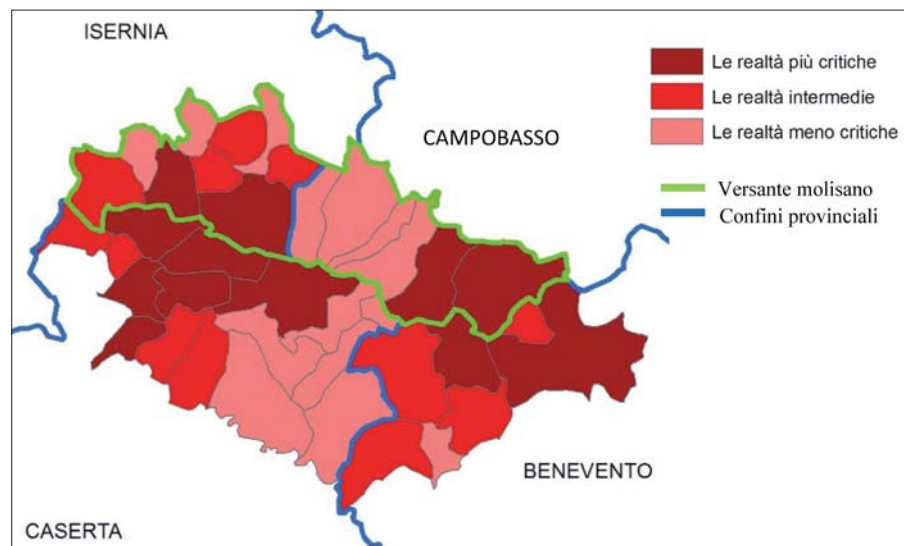 ISERNIA
Le realtà più critiche
Le realtà intermedie
Le realtà meno critiche
CAMPOBASSO
Versante molisano
Confini provinciali
BENEVENTO
CASERTA